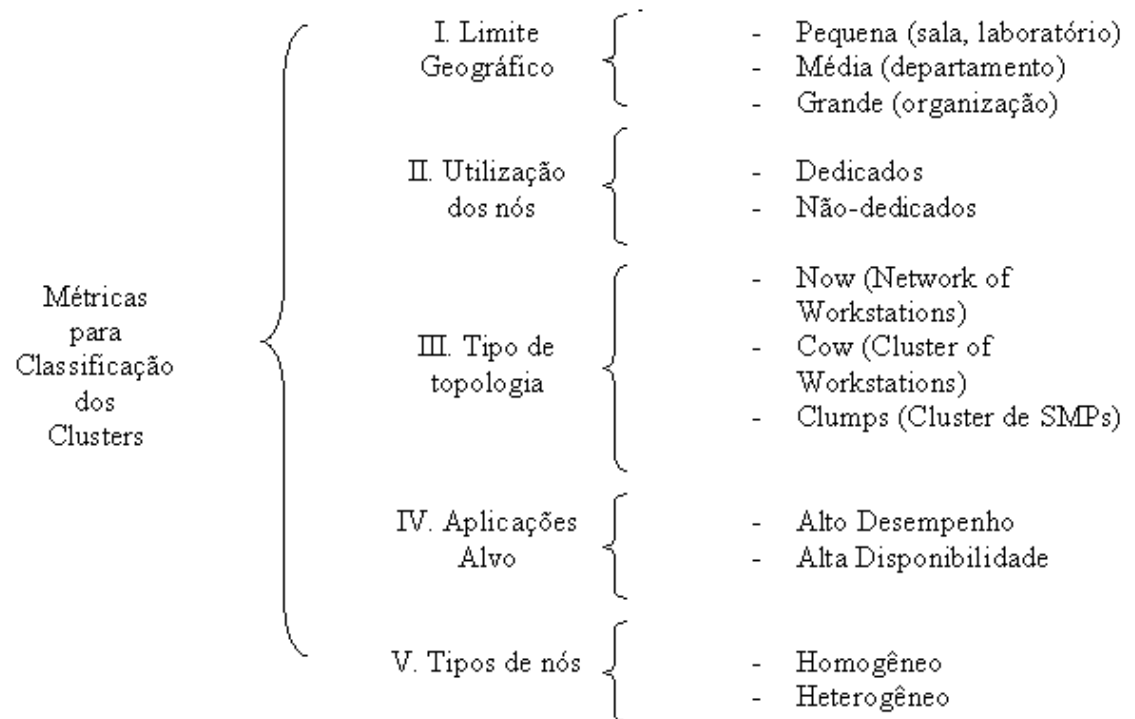 Métricas
para
Classificação
dos
Clusters
I. Limite
Geográfico
- Pequena (sala, laboratório)
- Média (departamento)
- Grande (organização)
II. Utilização
dos nós
- Dedicados
- Não-dedicados
III. Tipo de
topologia
- Now (Network of
Workstations)
- Cow (Cluster of
Workstations)
- Clumps (Cluster de SMPs)
IV. Aplicações
Alvo
- Alto Desempenho
- Alta Disponibilidade
V. Tipos de nós
- Homogêneo
- Heterogêneo